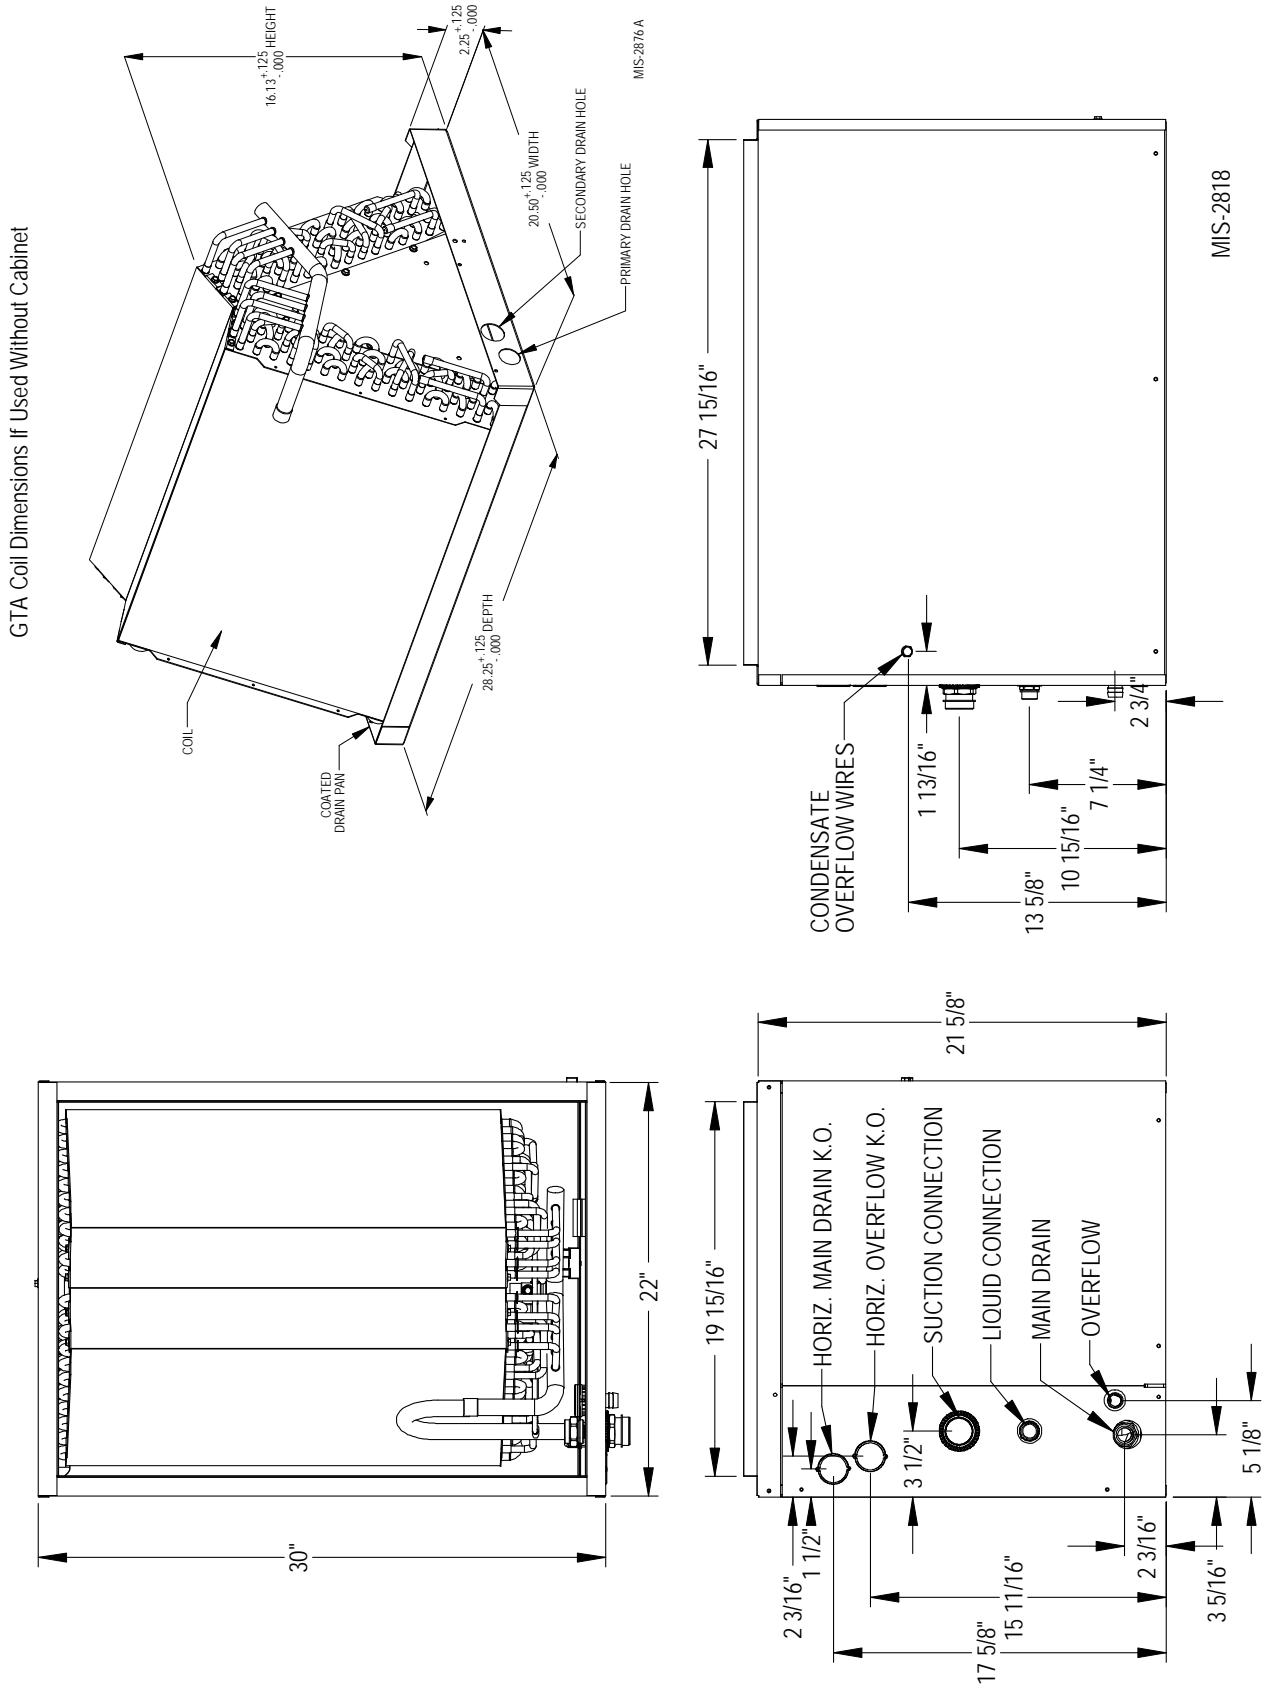 GTA Coil Dimensions If Used Without Cabinet
16.13 +.125 -.000 HEIGHT
2.25 +.125 -.000
20.50 +.125 -.000 WIDTH
28.25 +.125 -.000 DEPTH
SECONDARY DRAIN HOLE
PRIMARY DRAIN HOLE
COIL
COATED
DRAIN PAN
MIS-2876 A
30"
22"
27 15/16"
CONDENSATE
OVERFLOW WIRES
1 13/16"
13 5/8"
10 15/16"
7 1/4"
2 3/4"
MIS-2818
19 15/16"
21 5/8"
HORIZ. MAIN DRAIN K.O.
HORIZ. OVERFLOW K.O.
SUCTION CONNECTION
LIQUID CONNECTION
MAIN DRAIN
OVERFLOW
2 3/16"
1 1/2"
3 1/2"
17 5/8"
15 11/16"
2 3/16"
3 5/16"
5 1/8"